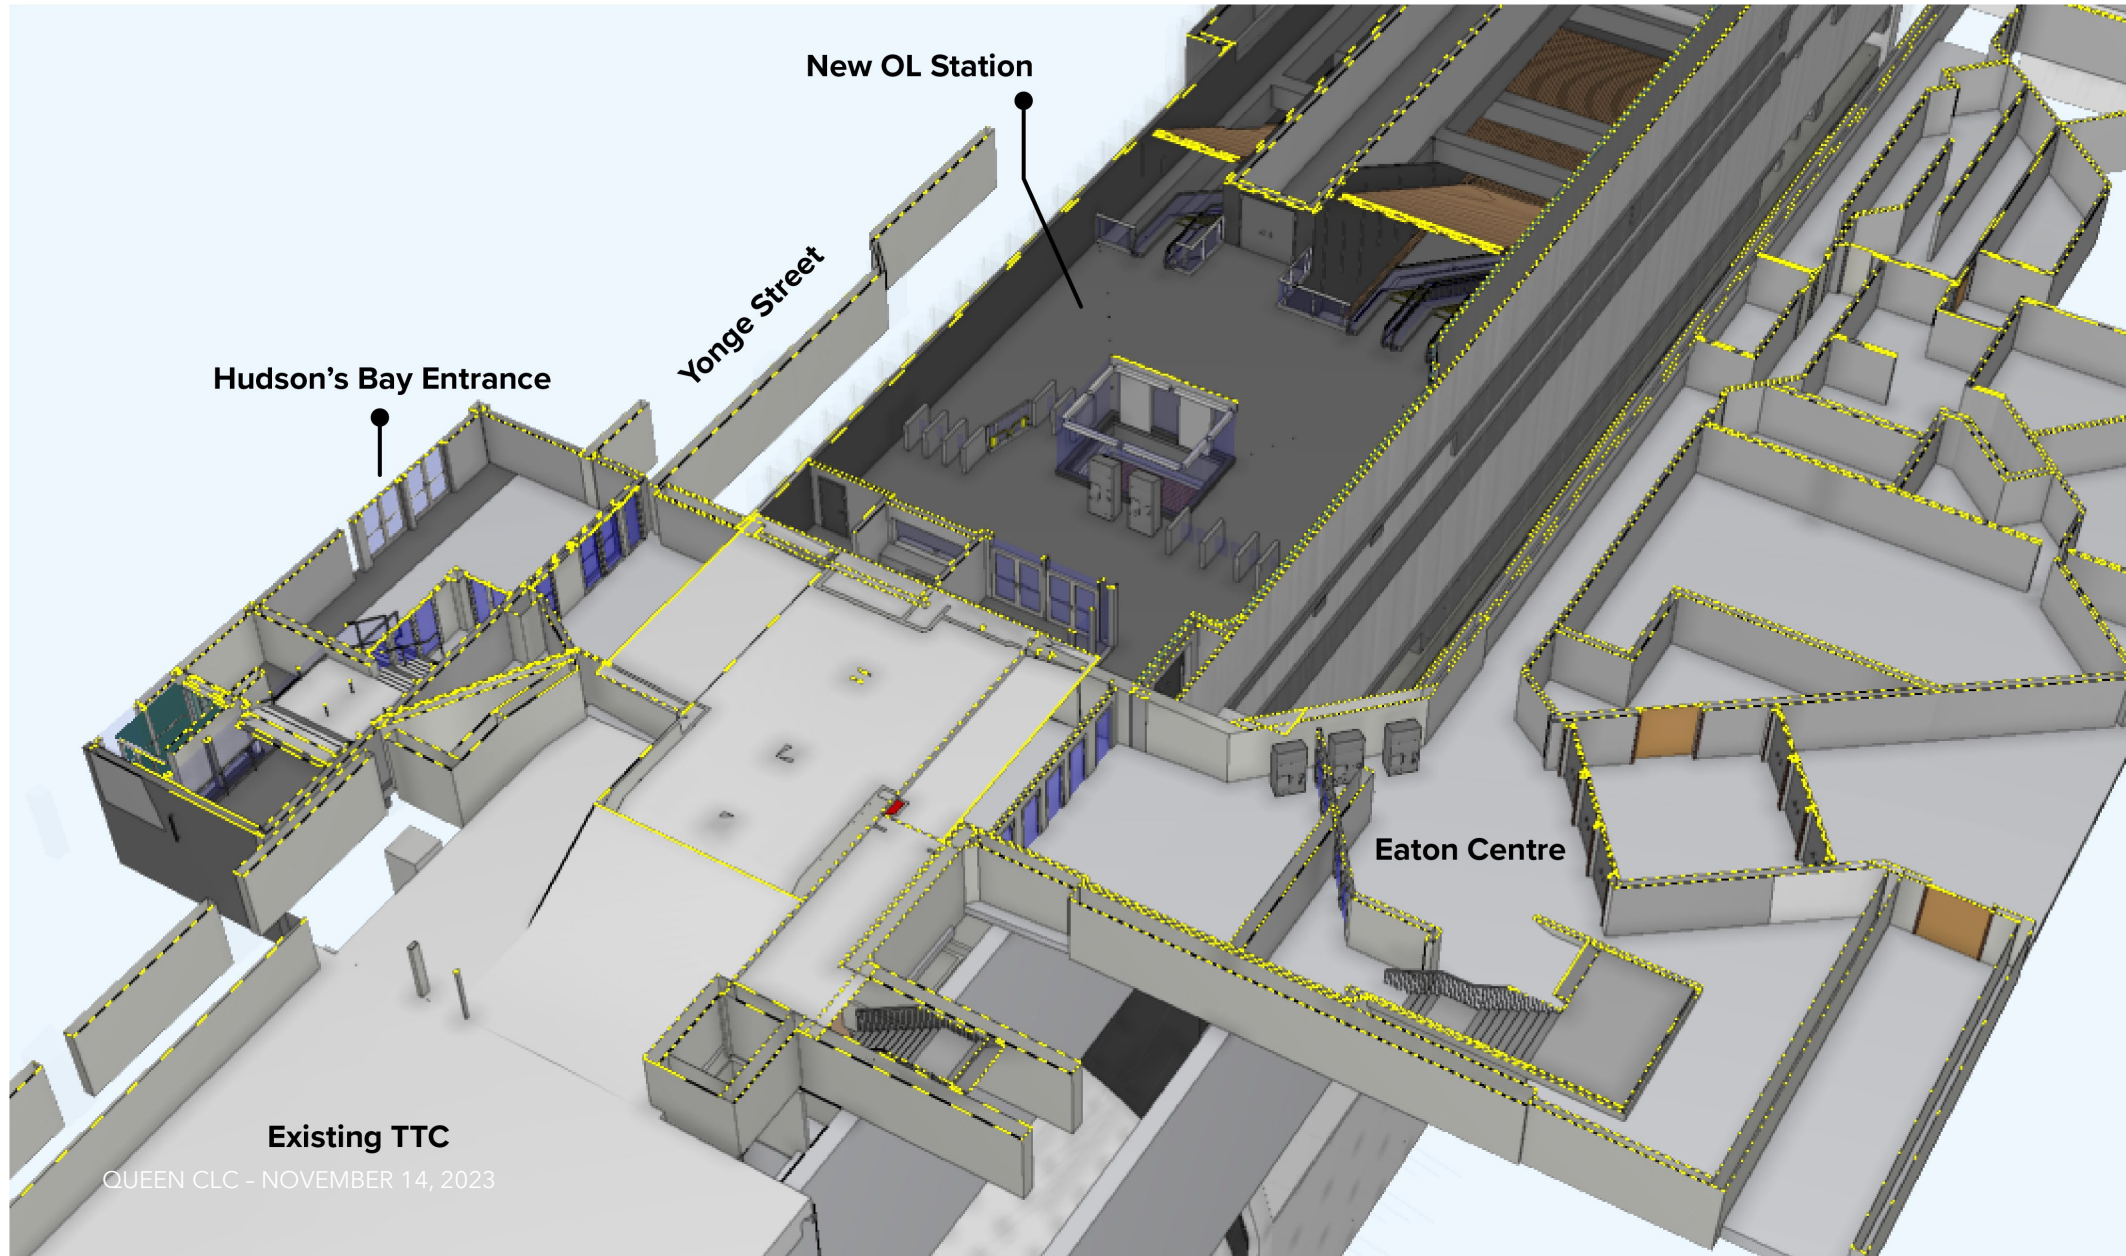 New OL Station
Yonge Street
Hudson's Bay Entrance
Eaton Centre
Existing TTC
QUEEN CLC – NOVEMBER 14, 2023